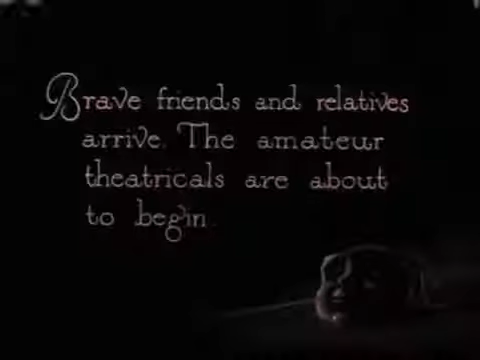 Brave friends and relatives
arrive. The amateur
theatricals are about
to begin.